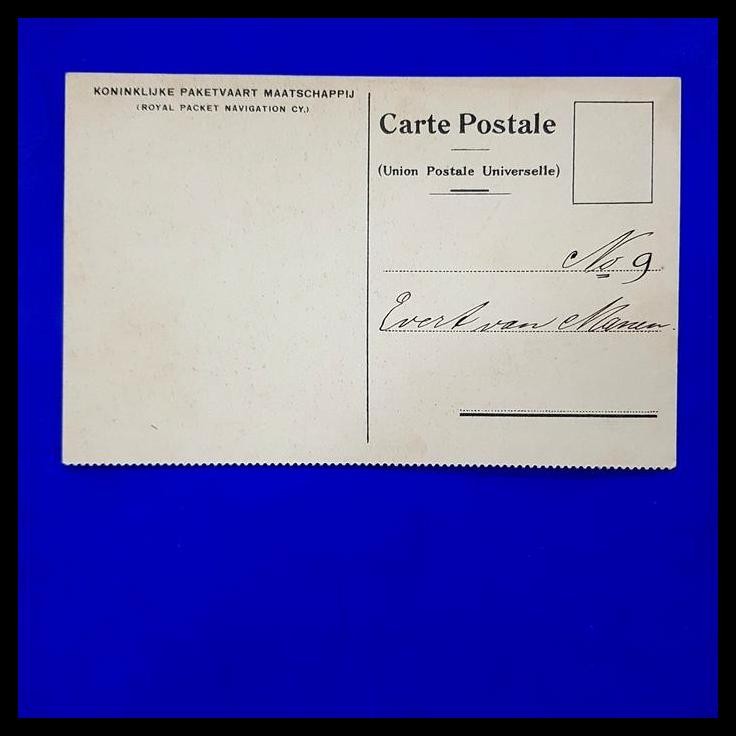 KONINKLIJKE PAKETVAART MAATSCHAPPIJ
(ROYAL PACKET NAVIGATION CY.)
Carte Postale
(Union Postale Universelle)
No 9
Evert van Manen.